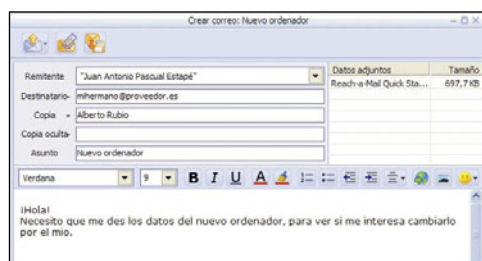 Crear correo: Nuevo ordenador
Remitente "Juan Antonio Pascual Estapé"
Destinatario mihermano@proveedor.es
Copia Alberto Rubio
Copia oculta
Asunto Nuevo ordenador
Datos adjuntos Tamaño
Reach-a-Mail Quick Sta... 697,7 KB
Verdana 9 B I U A
¡Hola!
Necesito que me des los datos del nuevo ordenador, para ver si me interesa cambiarlo
por el mio.